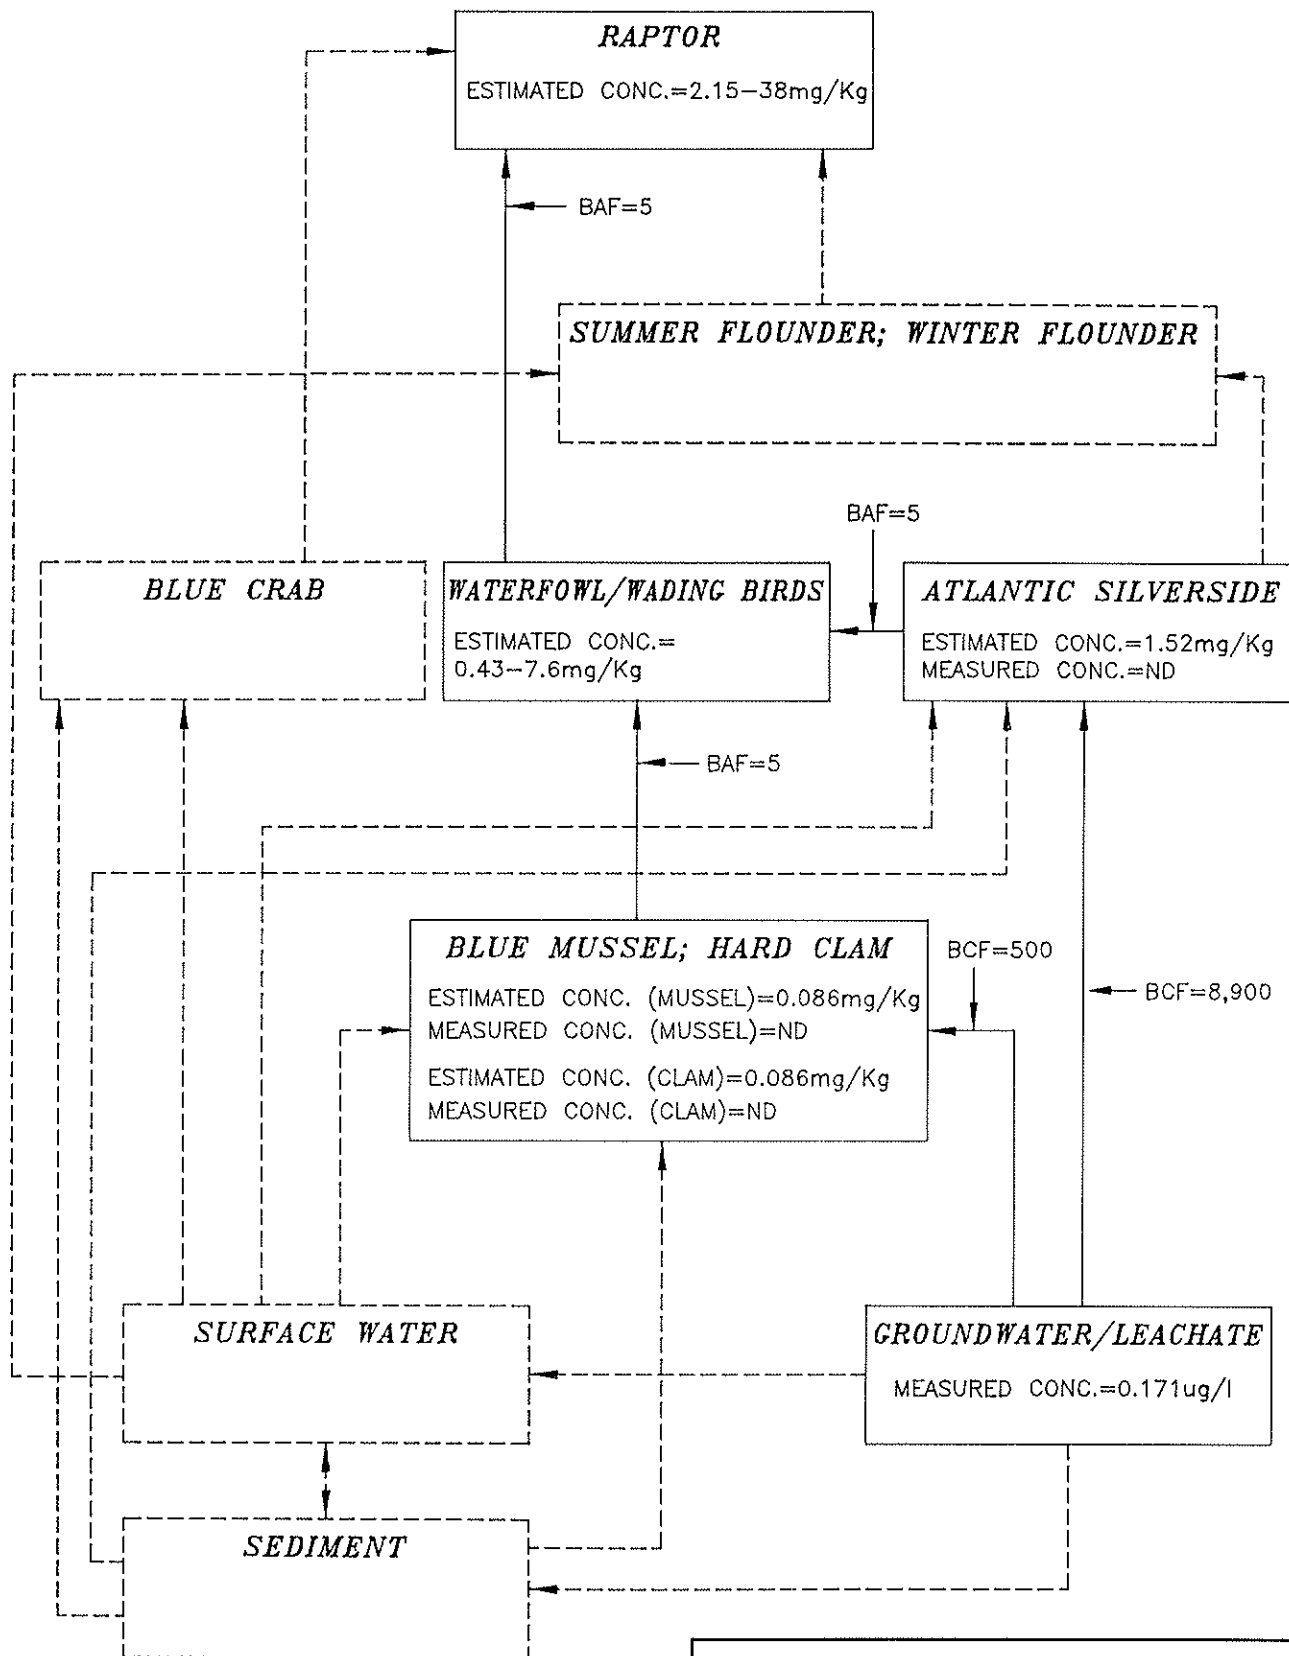 RAPTOR
ESTIMATED CONC.=2.15-38mg/Kg
BAF=5
SUMMER FLOUNDER; WINTER FLOUNDER
BAF=5
BLUE CRAB
WATERFOWL/WADING BIRDS
ESTIMATED CONC.=
0.43-7.6mg/Kg
ATLANTIC SILVERSIDE
ESTIMATED CONC.=1.52mg/Kg
MEASURED CONC.=ND
BAF=5
BLUE MUSSEL; HARD CLAM
ESTIMATED CONC. (MUSSEL)=0.086mg/Kg
MEASURED CONC. (MUSSEL)=ND
ESTIMATED CONC. (CLAM)=0.086mg/Kg
MEASURED CONC. (CLAM)=ND
BCF=500
BCF=8,900
SURFACE WATER
GROUNDWATER/LEACHATE
MEASURED CONC.=0.171ug/l
SEDIMENT